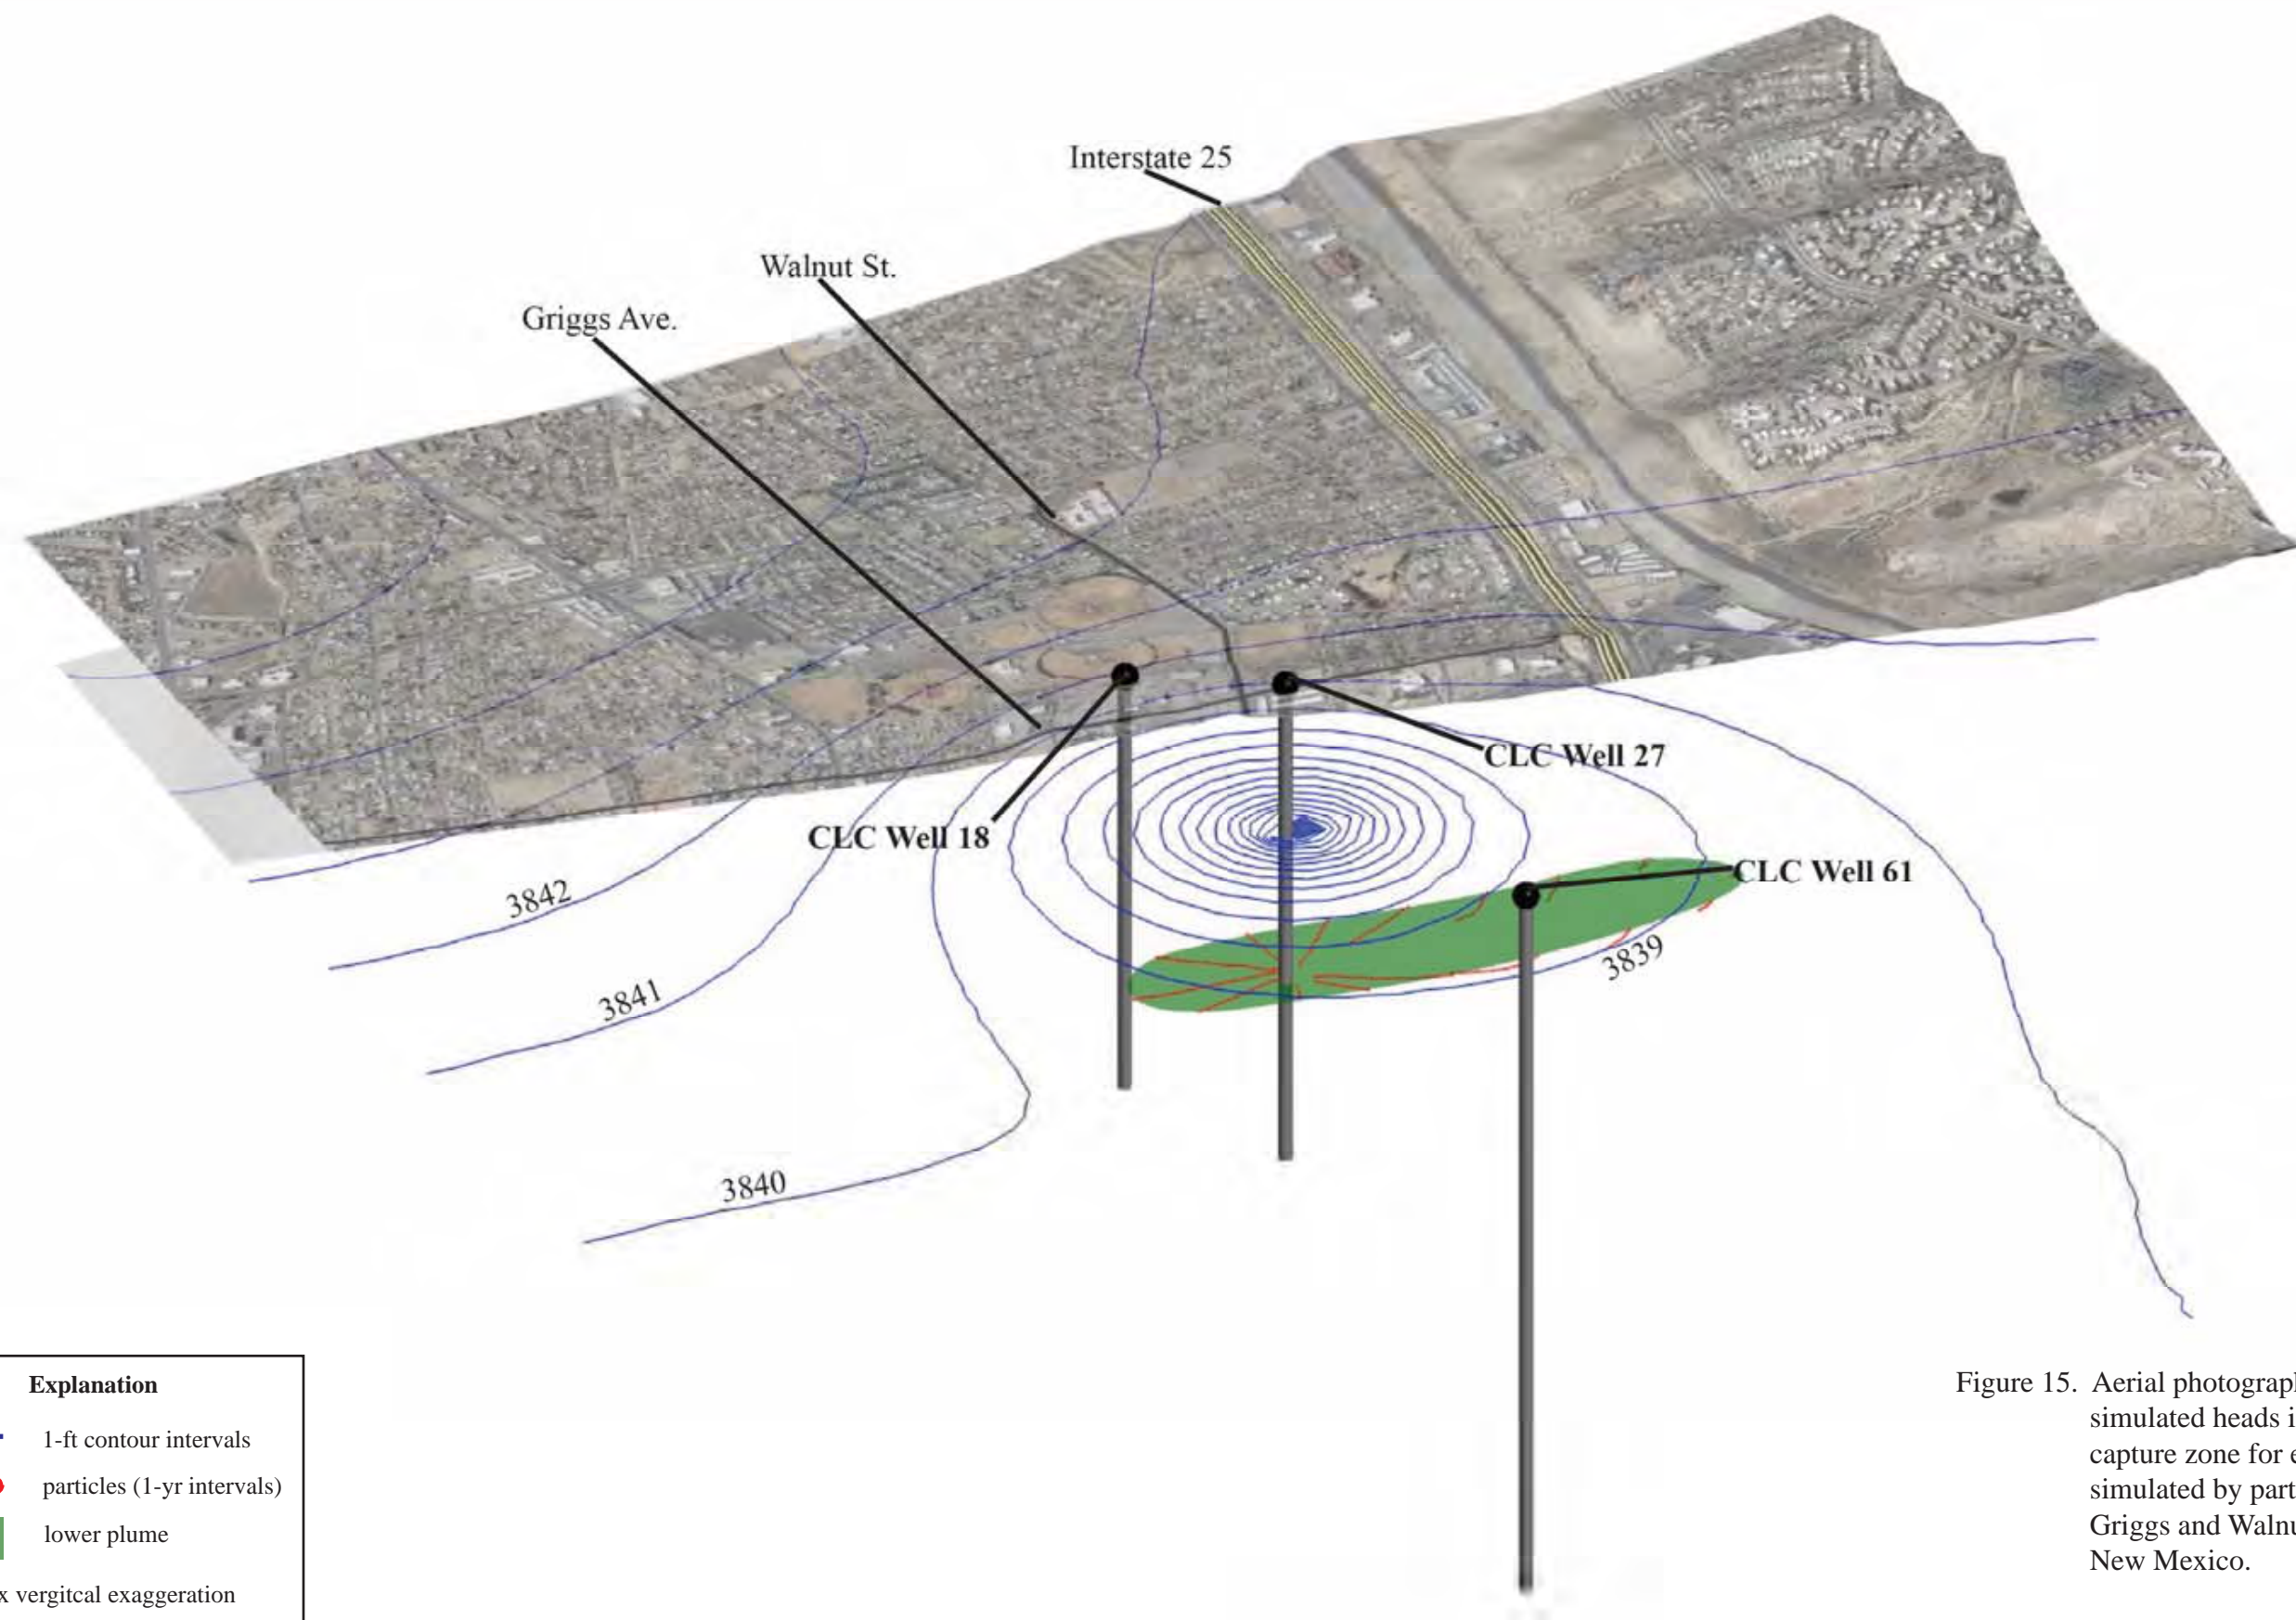 Interstate 25
Walnut St.
Griggs Ave.
CLC Well 27
CLC Well 18
CLC Well 61
3842
3841
3839
3840
Explanation
1-ft contour intervals
particles (1-yr intervals)
lower plume
x vergitcal exaggeration
Figure 15. Aerial photograph
simulated heads i
capture zone for e
simulated by part
Griggs and Walnu
New Mexico.